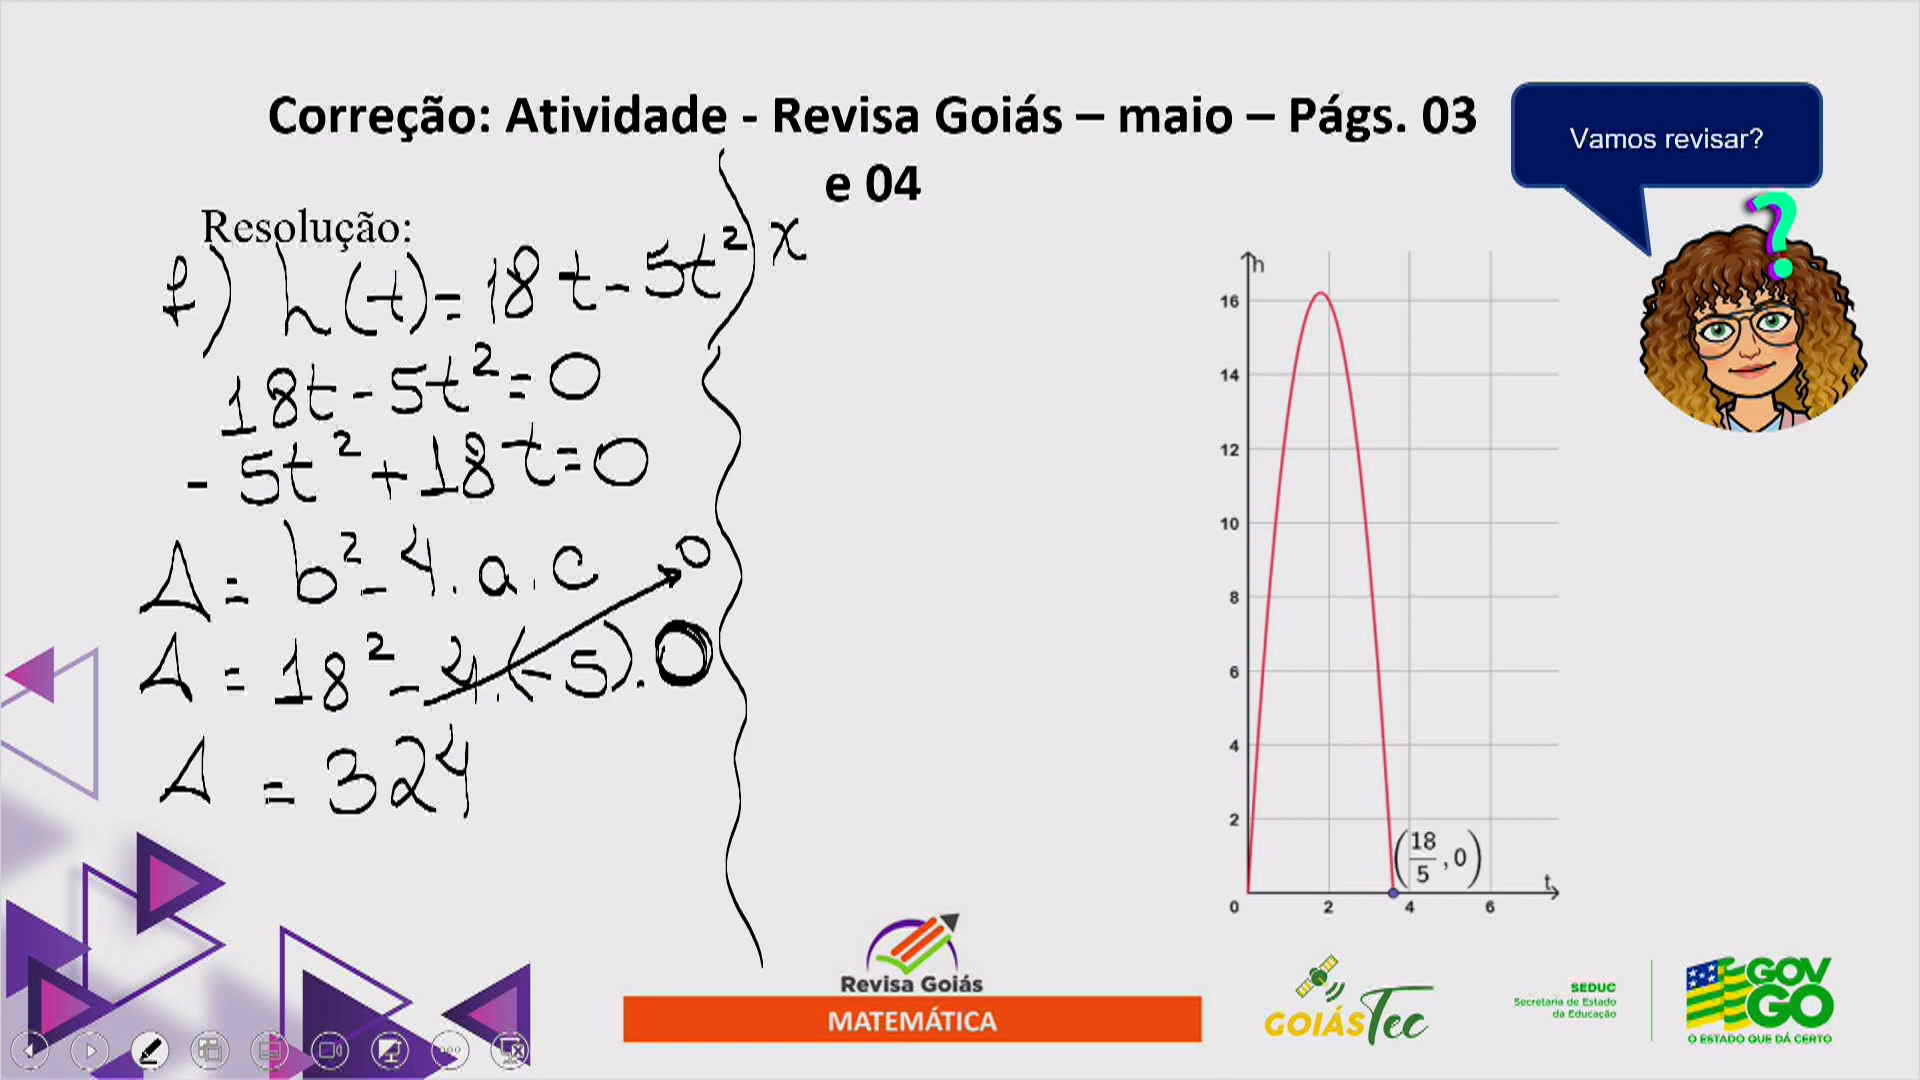 Correção: Atividade - Revisa Goiás – maio – Págs. 03
e 04
Vamos revisar?
Resolução:
f) h(t) = 18t - 5t²
x
18t - 5t² = 0
- 5t² + 18t = 0
Δ = b² - 4.a.c
0
Δ = 18² - 4.(-5).0
Δ = 324
h
16
14
12
10
8
6
4
2
(18/5, 0)
t
0 2 4 6
Revisa Goiás
MATEMÁTICA
GOIÁS Tec
SEDUC
Secretaria de Estado
da Educação
GOV
GO
O ESTADO QUE DÁ CERTO